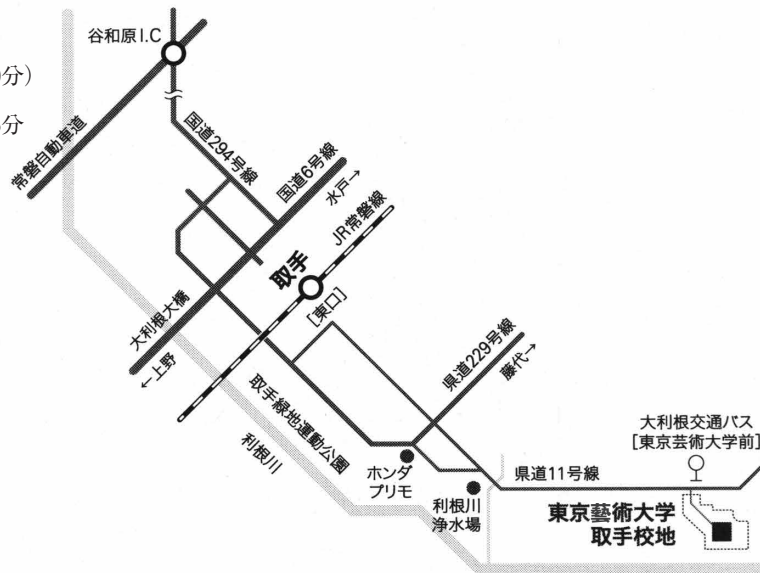 谷和原I.C
分）
分
常磐自動車道
国道294号線
国道6号線
水戸→
JR常磐線
取手
［東口］
大利根大橋
←上野
県道229号線
藤代→
取手緑地運動公園
利根川
ホンダ
プリモ
利根川
浄水場
県道11号線
大利根交通バス
［東京芸術大学前］
東京藝術大学
取手校地